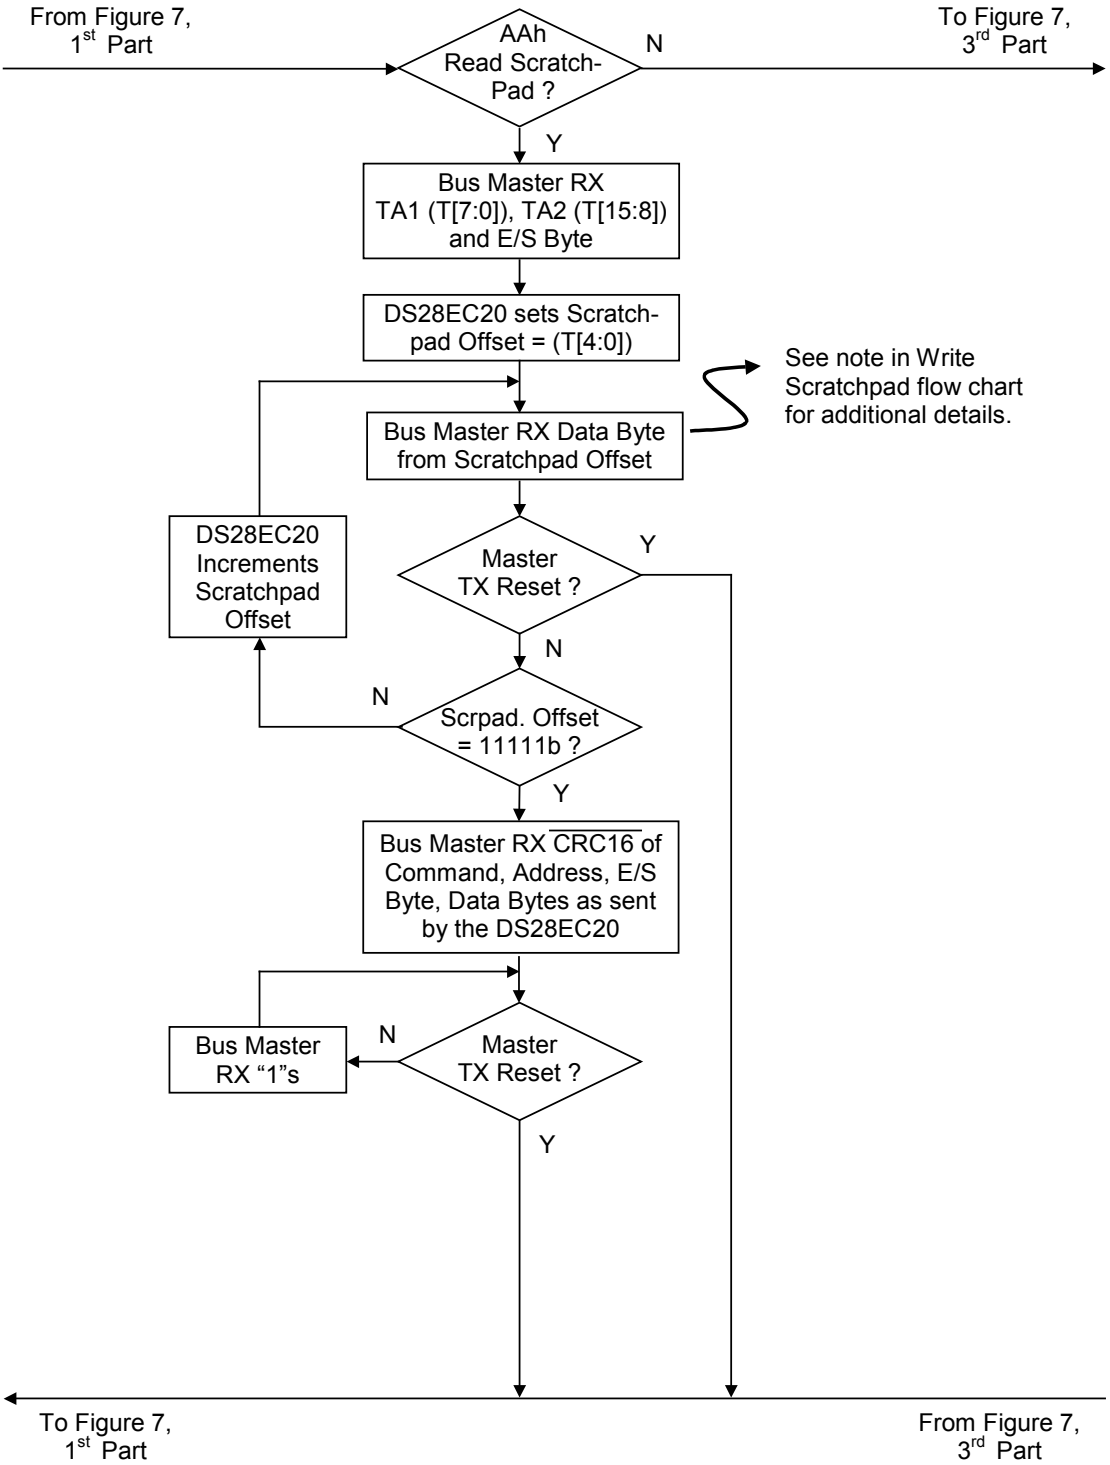 From Figure 7,
1st Part
To Figure 7,
3rd Part
AAh
Read Scratch-
Pad ?
N
Y
Bus Master RX
TA1 (T[7:0]), TA2 (T[15:8])
and E/S Byte
DS28EC20 sets Scratch-
pad Offset = (T[4:0])
See note in Write
Scratchpad flow chart
for additional details.
Bus Master RX Data Byte
from Scratchpad Offset
DS28EC20
Increments
Scratchpad
Offset
Master
TX Reset ?
Y
N
Scrpad. Offset
= 11111b ?
N
Y
Bus Master RX CRC16 of
Command, Address, E/S
Byte, Data Bytes as sent
by the DS28EC20
Master
TX Reset ?
N
Bus Master
RX “1”s
Y
To Figure 7,
1st Part
From Figure 7,
3rd Part